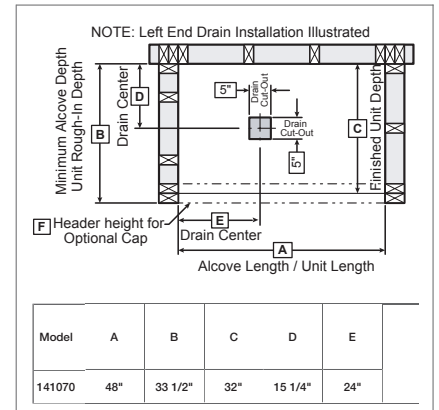 NOTE: Left End Drain Installation Illustrated
Minimum Alcove Depth
Unit Rough-In Depth
B
Drain Center
D
5"
Drain
Cut-Out
Drain
Cut-Out
5"
C
Finished Unit Depth
F Header height for
Optional Cap
E
Drain Center
A
Alcove Length / Unit Length
Model A B C D E
141070 48" 33 1/2" 32" 15 1/4" 24"